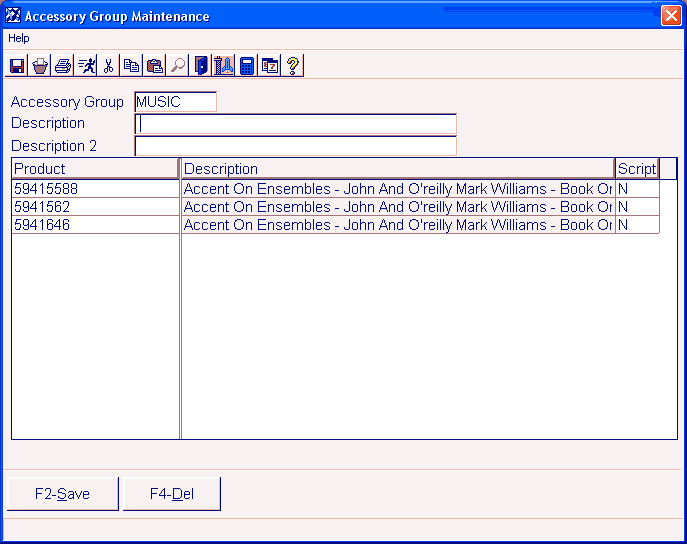 Accessory Group Maintenance
Help
Accessory Group MUSIC
Description
Description 2
Product Description Script
59415588 Accent On Ensembles - John And O'reilly Mark Williams - Book Or N
5941562 Accent On Ensembles - John And O'reilly Mark Williams - Book Or N
5941646 Accent On Ensembles - John And O'reilly Mark Williams - Book Or N
F2-Save F4-Del